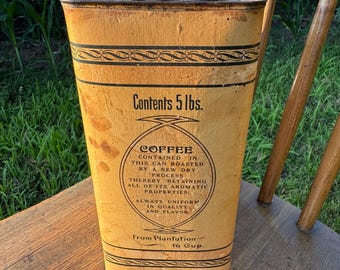 Contents 5 lbs.
COFFEE
CONTAINED IN
THIS CAN ROASTED
BY A NEW DRY
PROCESS
THEREBY RETAINING
ALL OF ITS AROMATIC
PROPERTIES.
ALWAYS UNIFORM
IN QUALITY
AND FLAVOR.
From Plantation
to Cup.